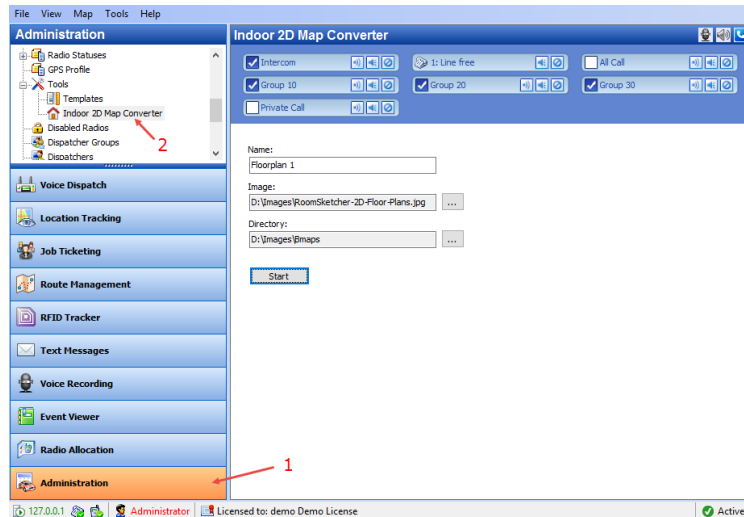 File View Map Tools Help
Administration
Radio Statuses
GPS Profile
Tools
Templates
Indoor 2D Map Converter
Disabled Radios
Dispatcher Groups
Dispatchers
2
Voice Dispatch
Location Tracking
Job Ticketing
Route Management
RFID Tracker
Text Messages
Voice Recording
Event Viewer
Radio Allocation
Administration
1
Indoor 2D Map Converter
Intercom
1: Line free
All Call
Group 10
Group 20
Group 30
Private Call
Name:
Floorplan 1
Image:
D:\Images\RoomSketcher-2D-Floor-Plans.jpg
...
Directory:
D:\Images\Bmaps
...
Start
127.0.0.1 Administrator Licensed to: demo Demo License Active